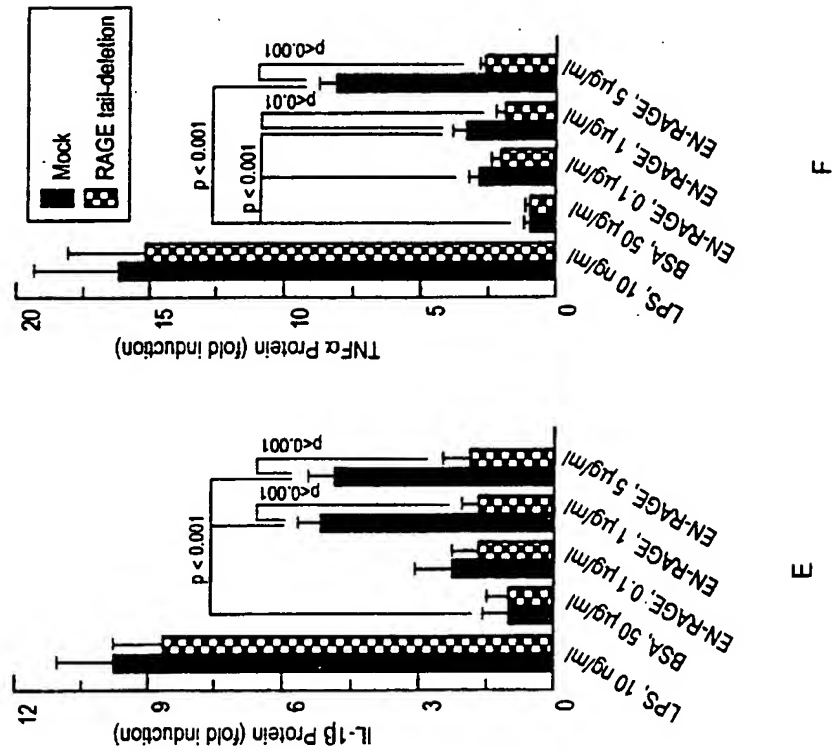 Mock
RAGE tail-deletion
IL-1β Protein (fold induction)
12
9
6
3
0
p < 0.001
p<0.001
p<0.001
LPS, 10 ng/ml
BSA, 50 µg/ml
EN-RAGE, 0.1 µg/ml
EN-RAGE, 1 µg/ml
EN-RAGE, 5 µg/ml
E
TNFα Protein (fold induction)
20
15
10
5
0
p < 0.001
p < 0.001
p<0.01
p<0.001
LPS, 10 ng/ml
BSA, 50 µg/ml
EN-RAGE, 0.1 µg/ml
EN-RAGE, 1 µg/ml
EN-RAGE, 5 µg/ml
F